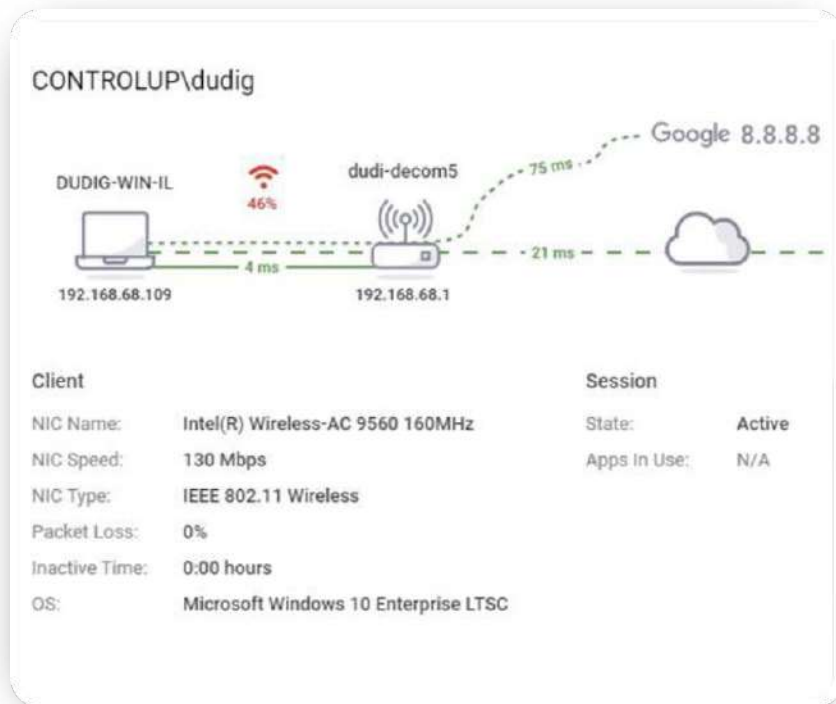 CONTROLUP\dudig
Google 8.8.8.8
75 ms
dudi-decom5
DUDIG-WIN-IL
46%
21 ms
4 ms
192.168.68.109
192.168.68.1
Client
NIC Name: Intel(R) Wireless-AC 9560 160MHz
NIC Speed: 130 Mbps
NIC Type: IEEE 802.11 Wireless
Packet Loss: 0%
Inactive Time: 0:00 hours
OS: Microsoft Windows 10 Enterprise LTSC
Session
State: Active
Apps In Use: N/A